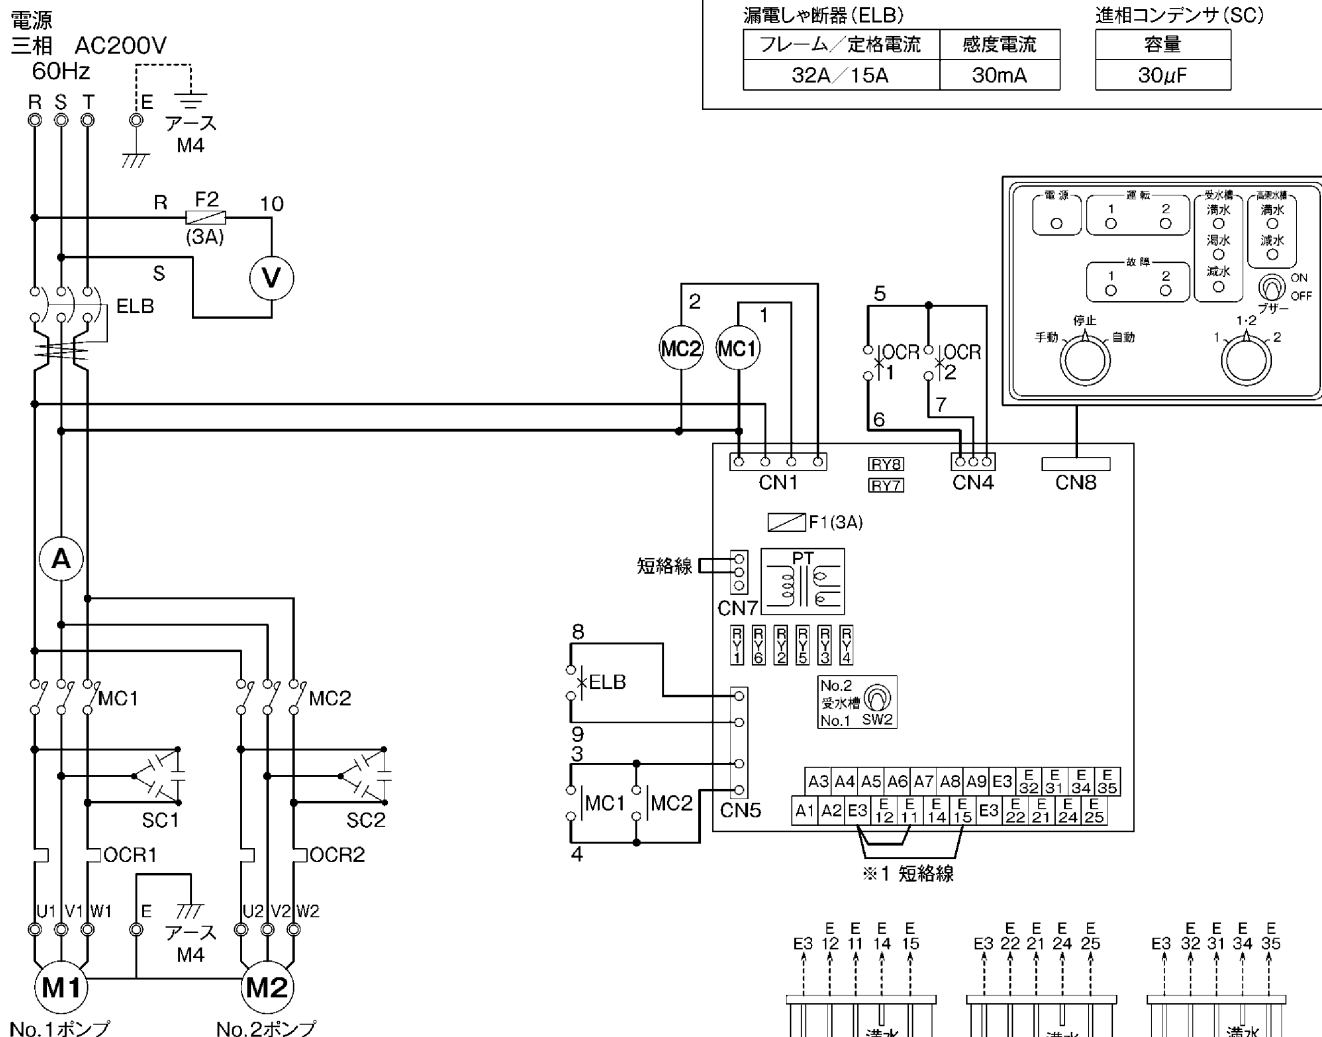 漏電しゃ断器(ELB)
フレーム／定格電流 感度電流
32A／15A 30mA
進相コンデンサ(SC)
容量
30μF
電源
三相 AC200V
60Hz
R S T E
アース
M4
R F2 10
(3A)
S
V
ELB
2 1
MC2 MC1
5
OCR
1
OCR
2
6 7
電源 運転 受水槽 高架水槽
1 2 満水 満水
渇水 減水
故障 減水
1 2
ON
OFF
ブザー
停止
手動 自動
1·2
1 2
CN1 RY8 CN4 CN8
RY7
F1(3A)
A
短絡線
PT
CN7
RY1 RY6 RY2 RY5 RY3 RY4
8
ELB
9
No.2
受水槽
No.1 SW2
3
MC1 MC2
4
CN5
A3 A4 A5 A6 A7 A8 A9 E3 E32 E31 E34 E35
A1 A2 E3 E12 E11 E14 E15 E3 E22 E21 E24 E25
※1 短絡線
MC1 MC2
SC1 SC2
OCR1 OCR2
U1 V1 W1 E U2 V2 W2
アース
M4
M1 M2
No.1ポンプ No.2ポンプ
E3 E12 E11 E14 E15
E3 E22 E21 E24 E25
E3 E32 E31 E34 E35
満水 満水 満水